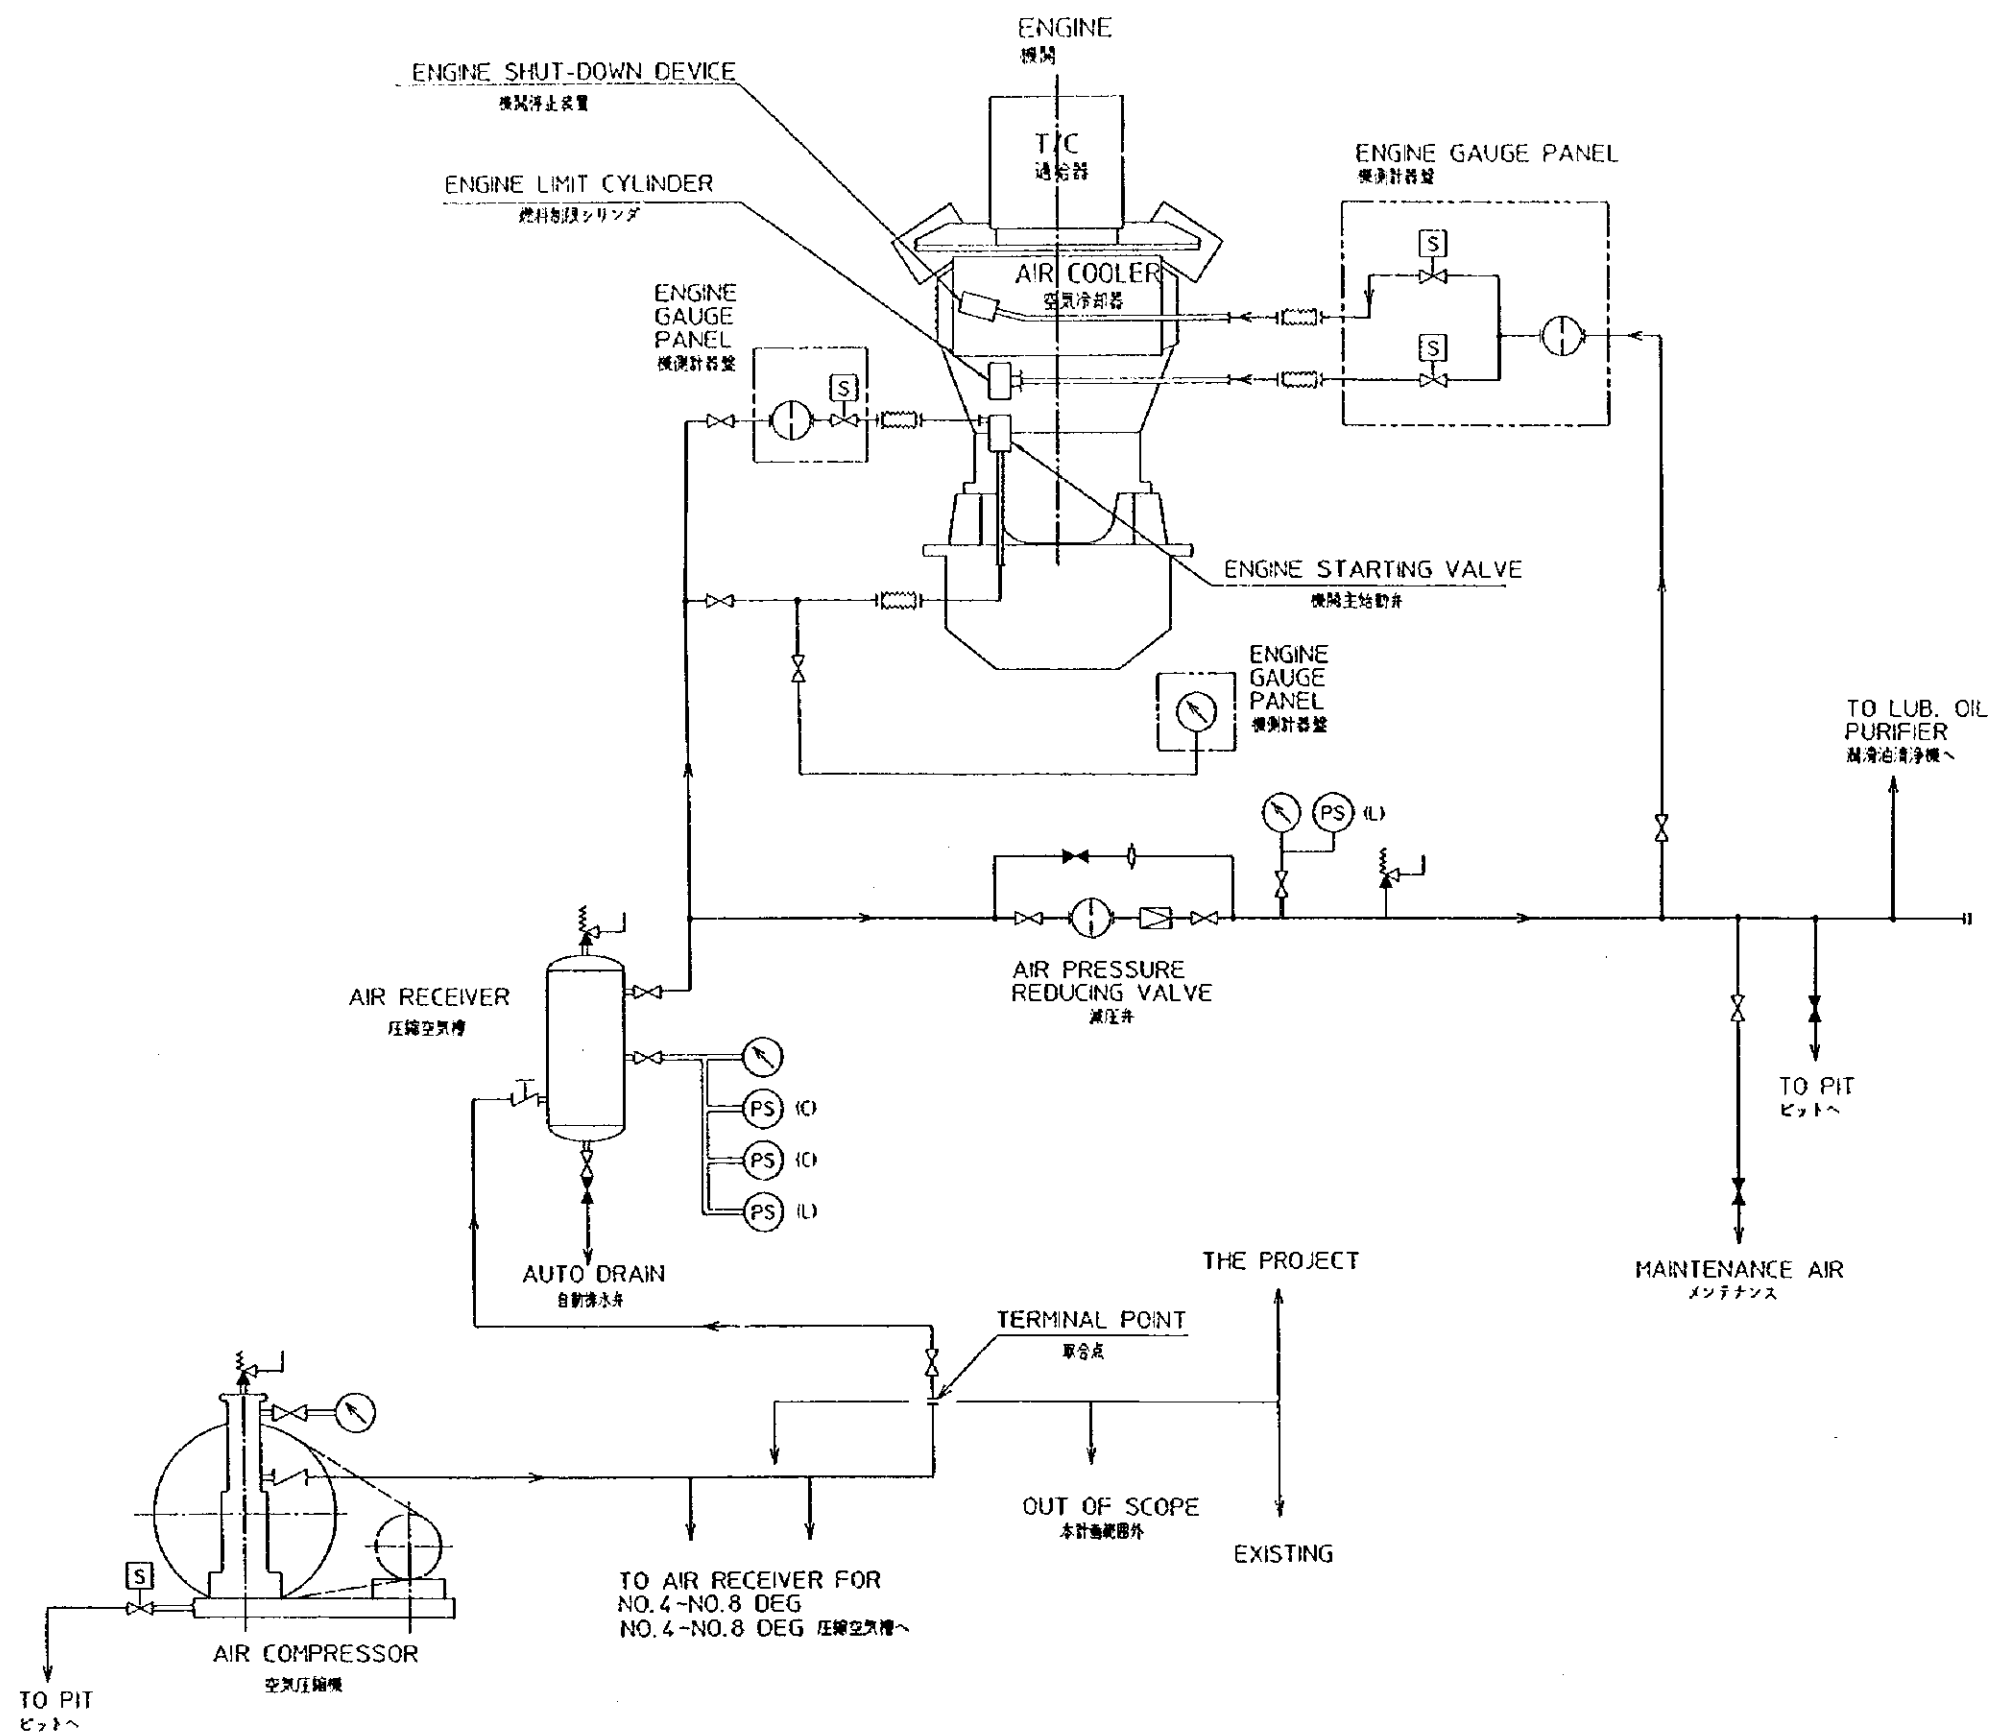 ENGINE
機関
ENGINE SHUT-DOWN DEVICE
機関停止装置
T/C
過給器
ENGINE GAUGE PANEL
機側計器盤
ENGINE LIMIT CYLINDER
燃料制限シリンダ
S
AIR COOLER
空気冷却器
ENGINE
GAUGE
PANEL
機側計器盤
S
S
ENGINE STARTING VALVE
機関主始動弁
ENGINE
GAUGE
PANEL
機側計器盤
TO LUB. OIL
PURIFIER
潤滑油清浄機へ
PS (L)
AIR PRESSURE
REDUCING VALVE
減圧弁
AIR RECEIVER
圧縮空気槽
PS (C)
PS (C)
PS (L)
TO PIT
ピットへ
AUTO DRAIN
自動排水弁
THE PROJECT
MAINTENANCE AIR
メンテナンス
TERMINAL POINT
取合点
OUT OF SCOPE
本計画範囲外
EXISTING
S
TO AIR RECEIVER FOR
NO.4~NO.8 DEG
NO.4~NO.8 DEG 圧縮空気槽へ
AIR COMPRESSOR
空気圧縮機
TO PIT
ピットへ